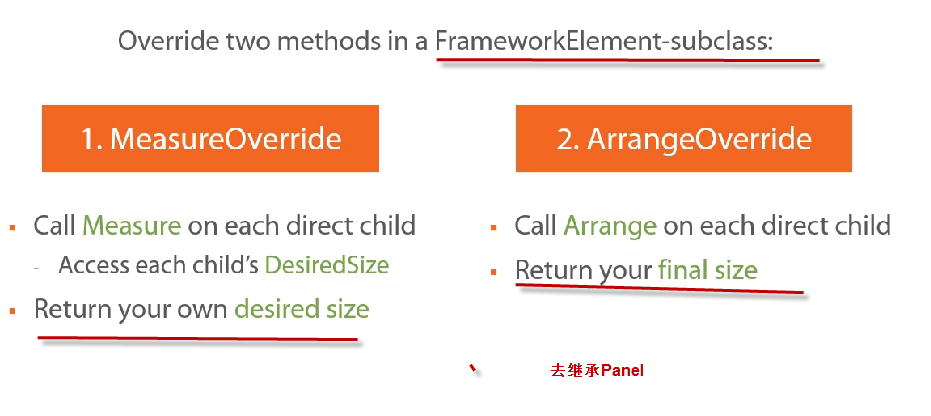 Override two methods in a FrameworkElement-subclass:
1. MeasureOverride
Call Measure on each direct child
- Access each child's DesiredSize
Return your own desired size
2. ArrangeOverride
Call Arrange on each direct child
Return your final size
去继承Panel